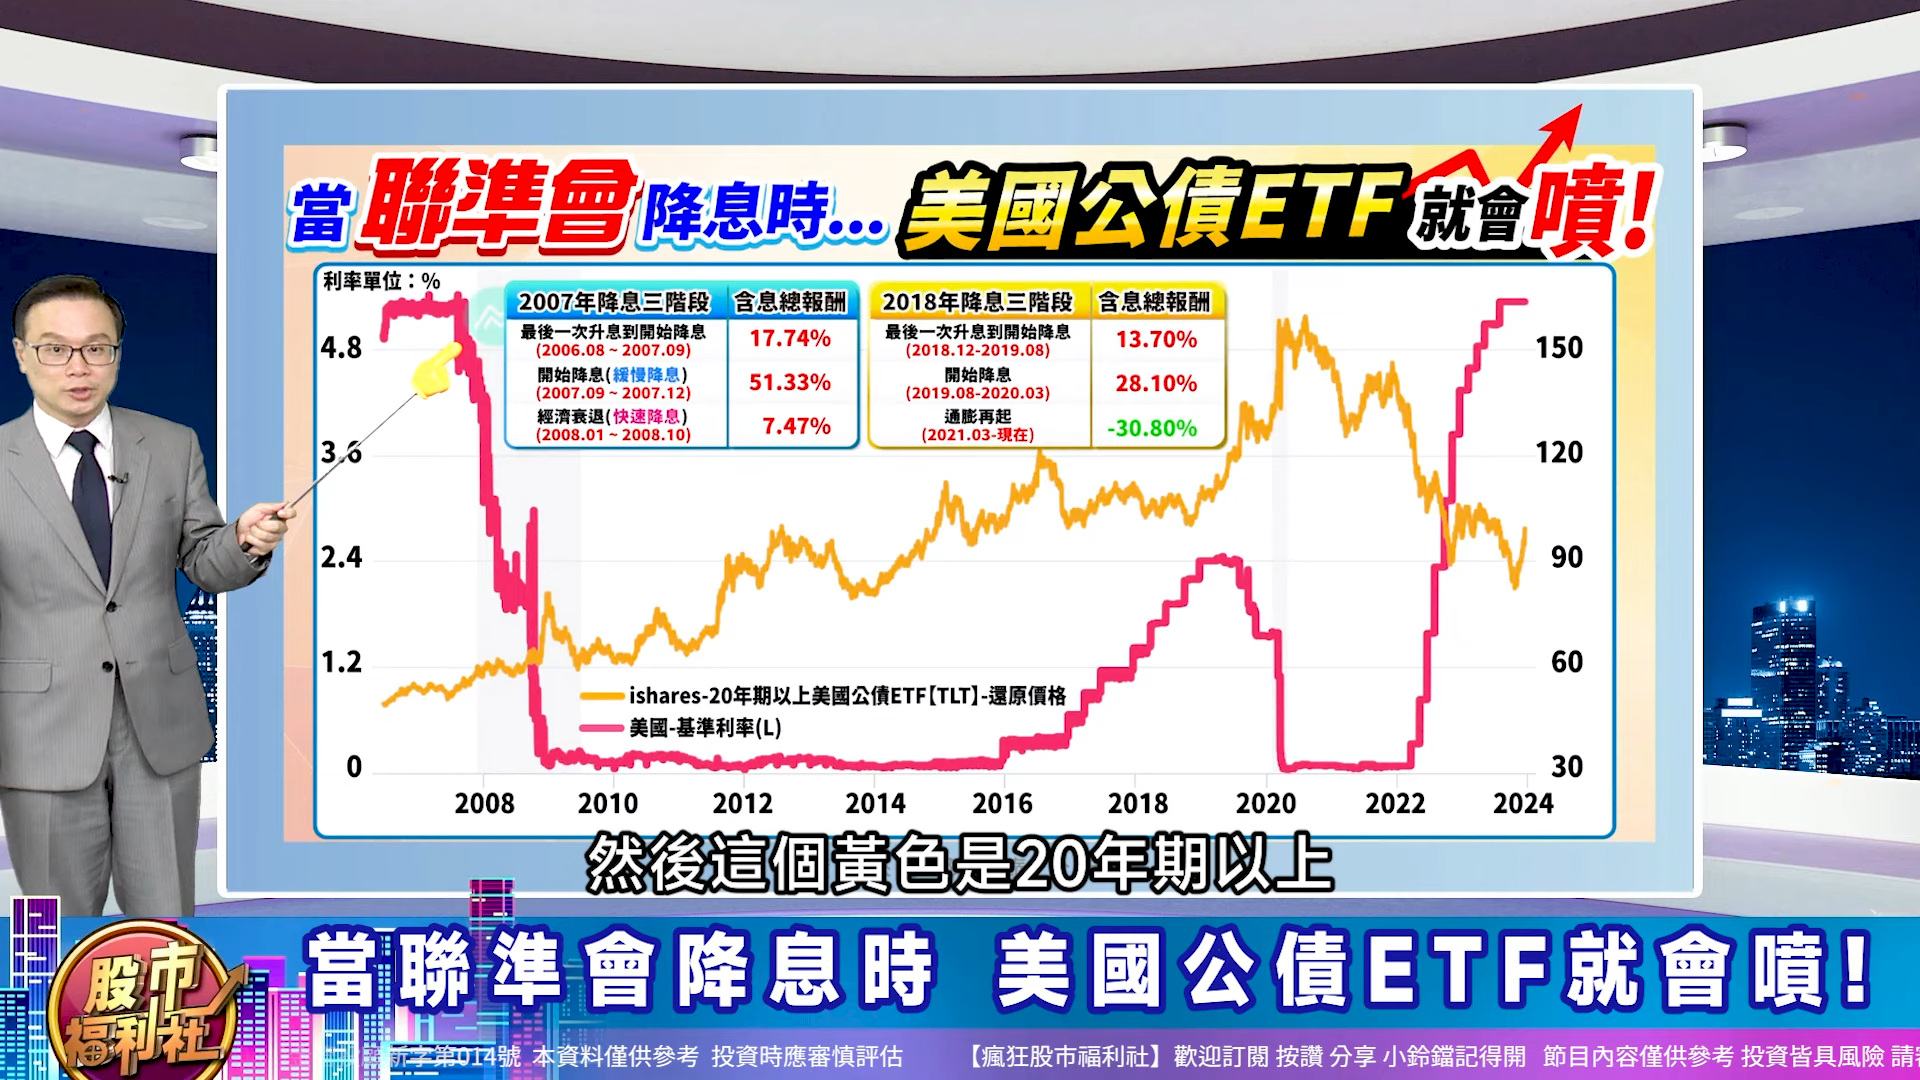 當聯準會降息時... 美國公債ETF就會噴!
利率單位：%
2007年降息三階段 含息總報酬
最後一次升息到開始降息
(2006.08 ~ 2007.09)
17.74%
開始降息(緩慢降息)
(2007.09 ~ 2007.12)
51.33%
經濟衰退(快速降息)
(2008.01 ~ 2008.10)
7.47%
2018年降息三階段 含息總報酬
最後一次升息到開始降息
(2018.12-2019.08)
13.70%
開始降息
(2019.08-2020.03)
28.10%
通膨再起
(2021.03-現在)
-30.80%
4.8
3.6
2.4
1.2
0
150
120
90
60
30
ishares-20年期以上美國公債ETF【TLT】-還原價格
美國-基準利率(L)
2008 2010 2012 2014 2016 2018 2020 2022 2024
然後這個黃色是20年期以上
當聯準會降息時 美國公債ETF就會噴!
股市
福利社
新字第014號 本資料僅供參考 投資時應審慎評估 【瘋狂股市福利社】歡迎訂閱 按讚 分享 小鈴鐺記得開 節目內容僅供參考 投資皆具風險 請